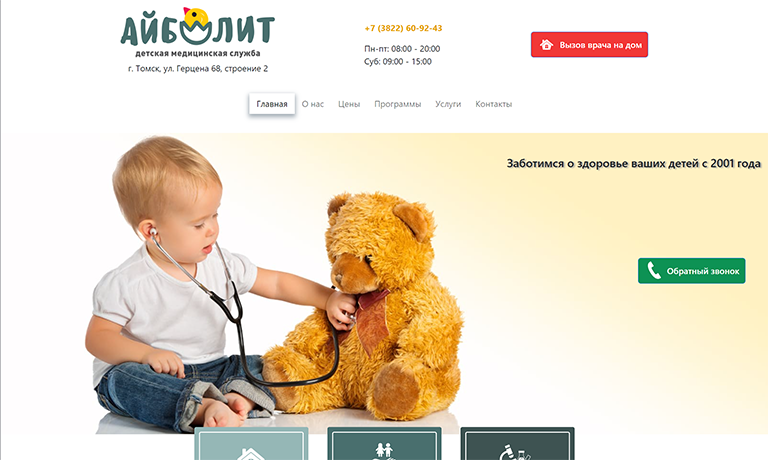 АЙБОЛИТ
детская медицинская служба
г. Томск, ул. Герцена 68, строение 2
+7 (3822) 60-92-43
Пн-пт: 08:00 - 20:00
Суб: 09:00 - 15:00
Вызов врача на дом
Главная О нас Цены Программы Услуги Контакты
Заботимся о здоровье ваших детей с 2001 года
Обратный звонок